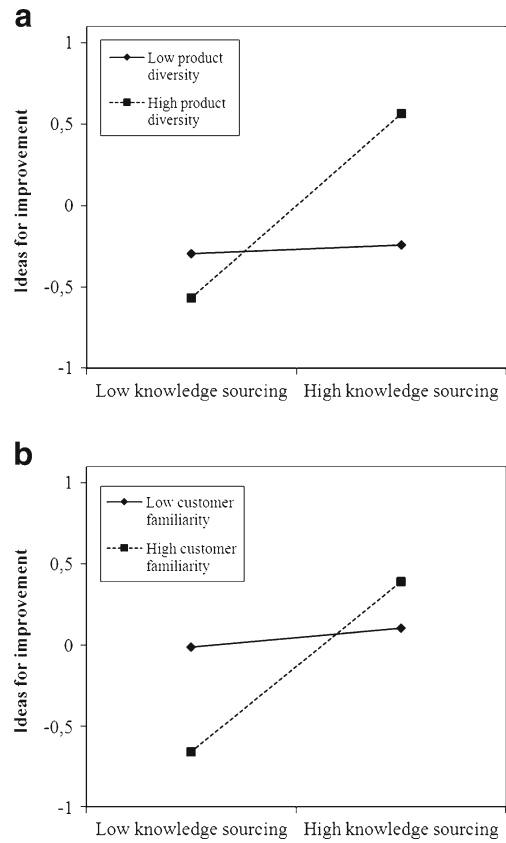 a
1
Low product
diversity
High product
diversity
0,5
0
-0,5
-1
Ideas for improvement
Low knowledge sourcing High knowledge sourcing
b
1
Low customer
familiarity
High customer
familiarity
0,5
0
-0,5
-1
Ideas for improvement
Low knowledge sourcing High knowledge sourcing